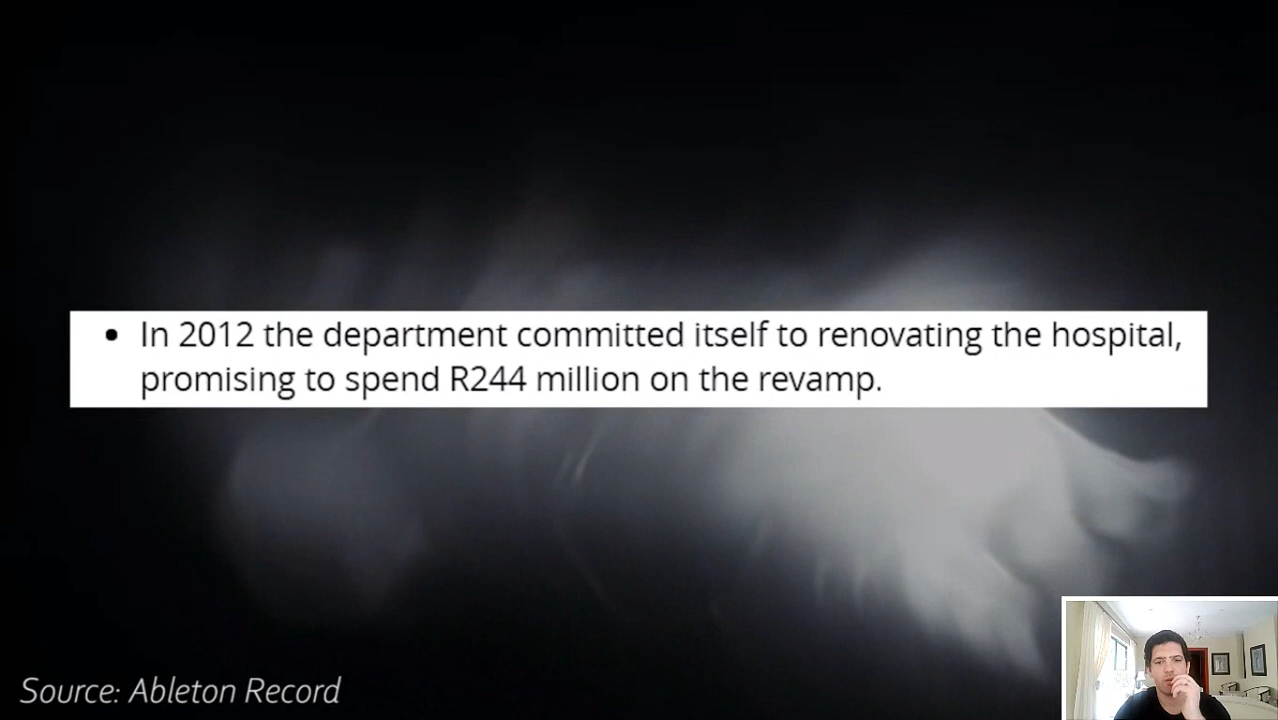 • In 2012 the department committed itself to renovating the hospital,
promising to spend R244 million on the revamp.
Source: Ableton Record